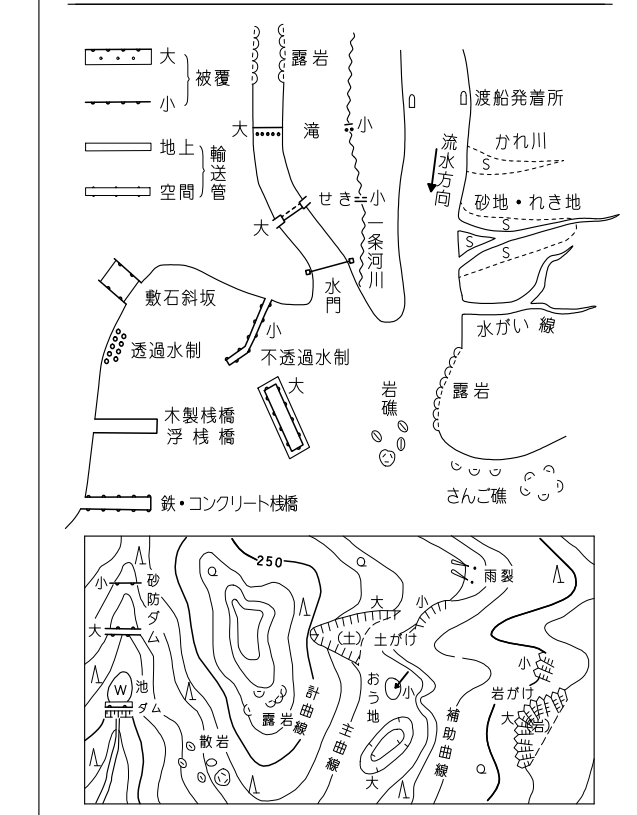 大
小
被覆
地上
空間
輸送管
露岩
大
滝
小
せき
小
大
一条河川
水門
渡船発着所
流水方向
かれ川
S
砂地・れき地
S
S
S
水がい線
敷石斜坂
透過水制
小
不透過水制
大
岩礁
露岩
木製桟橋
浮桟橋
さんご礁
鉄・コンクリート桟橋
250
小
砂防ダム
大
W
池
ダム
散岩
露岩
計曲線
主曲線
大
(土)
土がけ
小
雨裂
おう地
小
大
補助曲線
小
岩がけ
大
(岩)